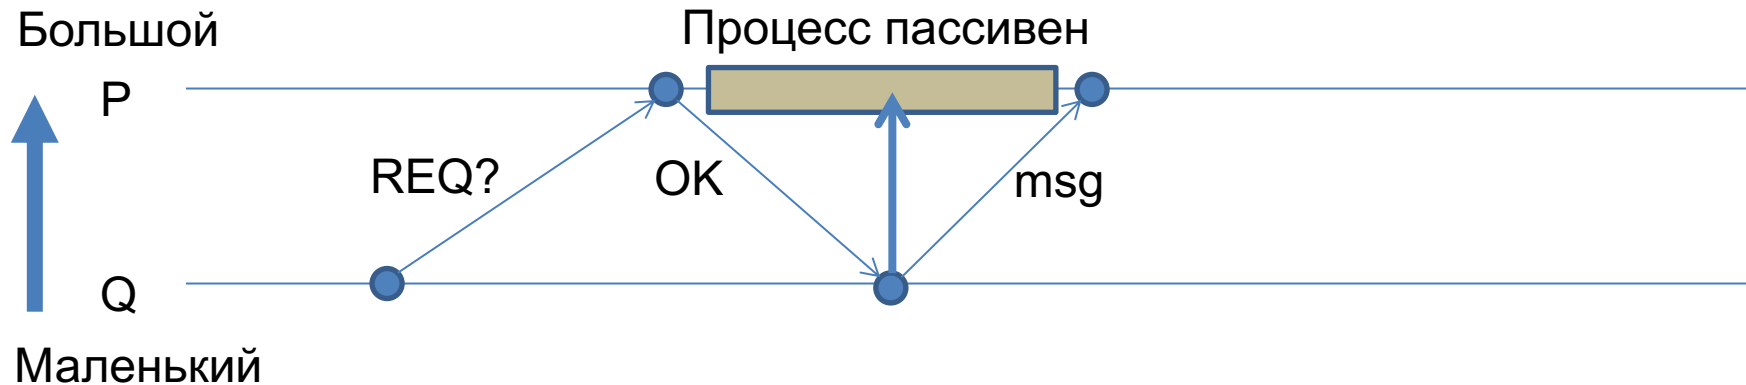 Большой
Процесс пассивен
P
REQ?
OK
msg
Q
Маленький